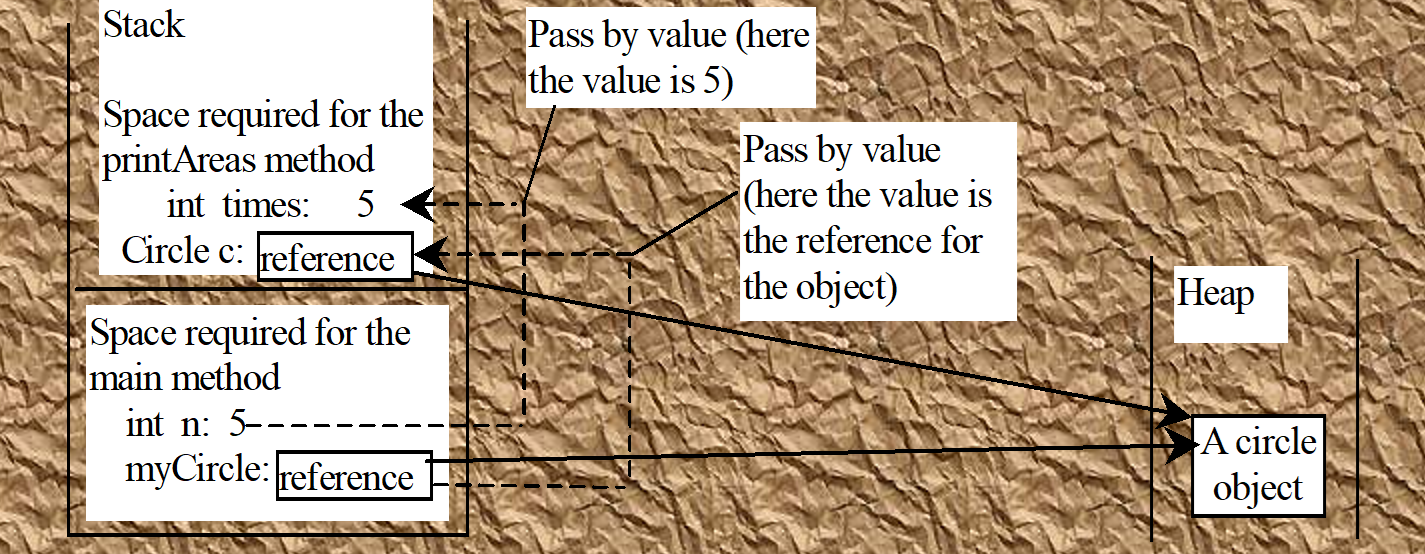 Stack
Space required for the
printAreas method
int times: 5
Circle c: reference
Space required for the
main method
int n: 5
myCircle: reference
Pass by value (here
the value is 5)
Pass by value
(here the value is
the reference for
the object)
Heap
A circle
object